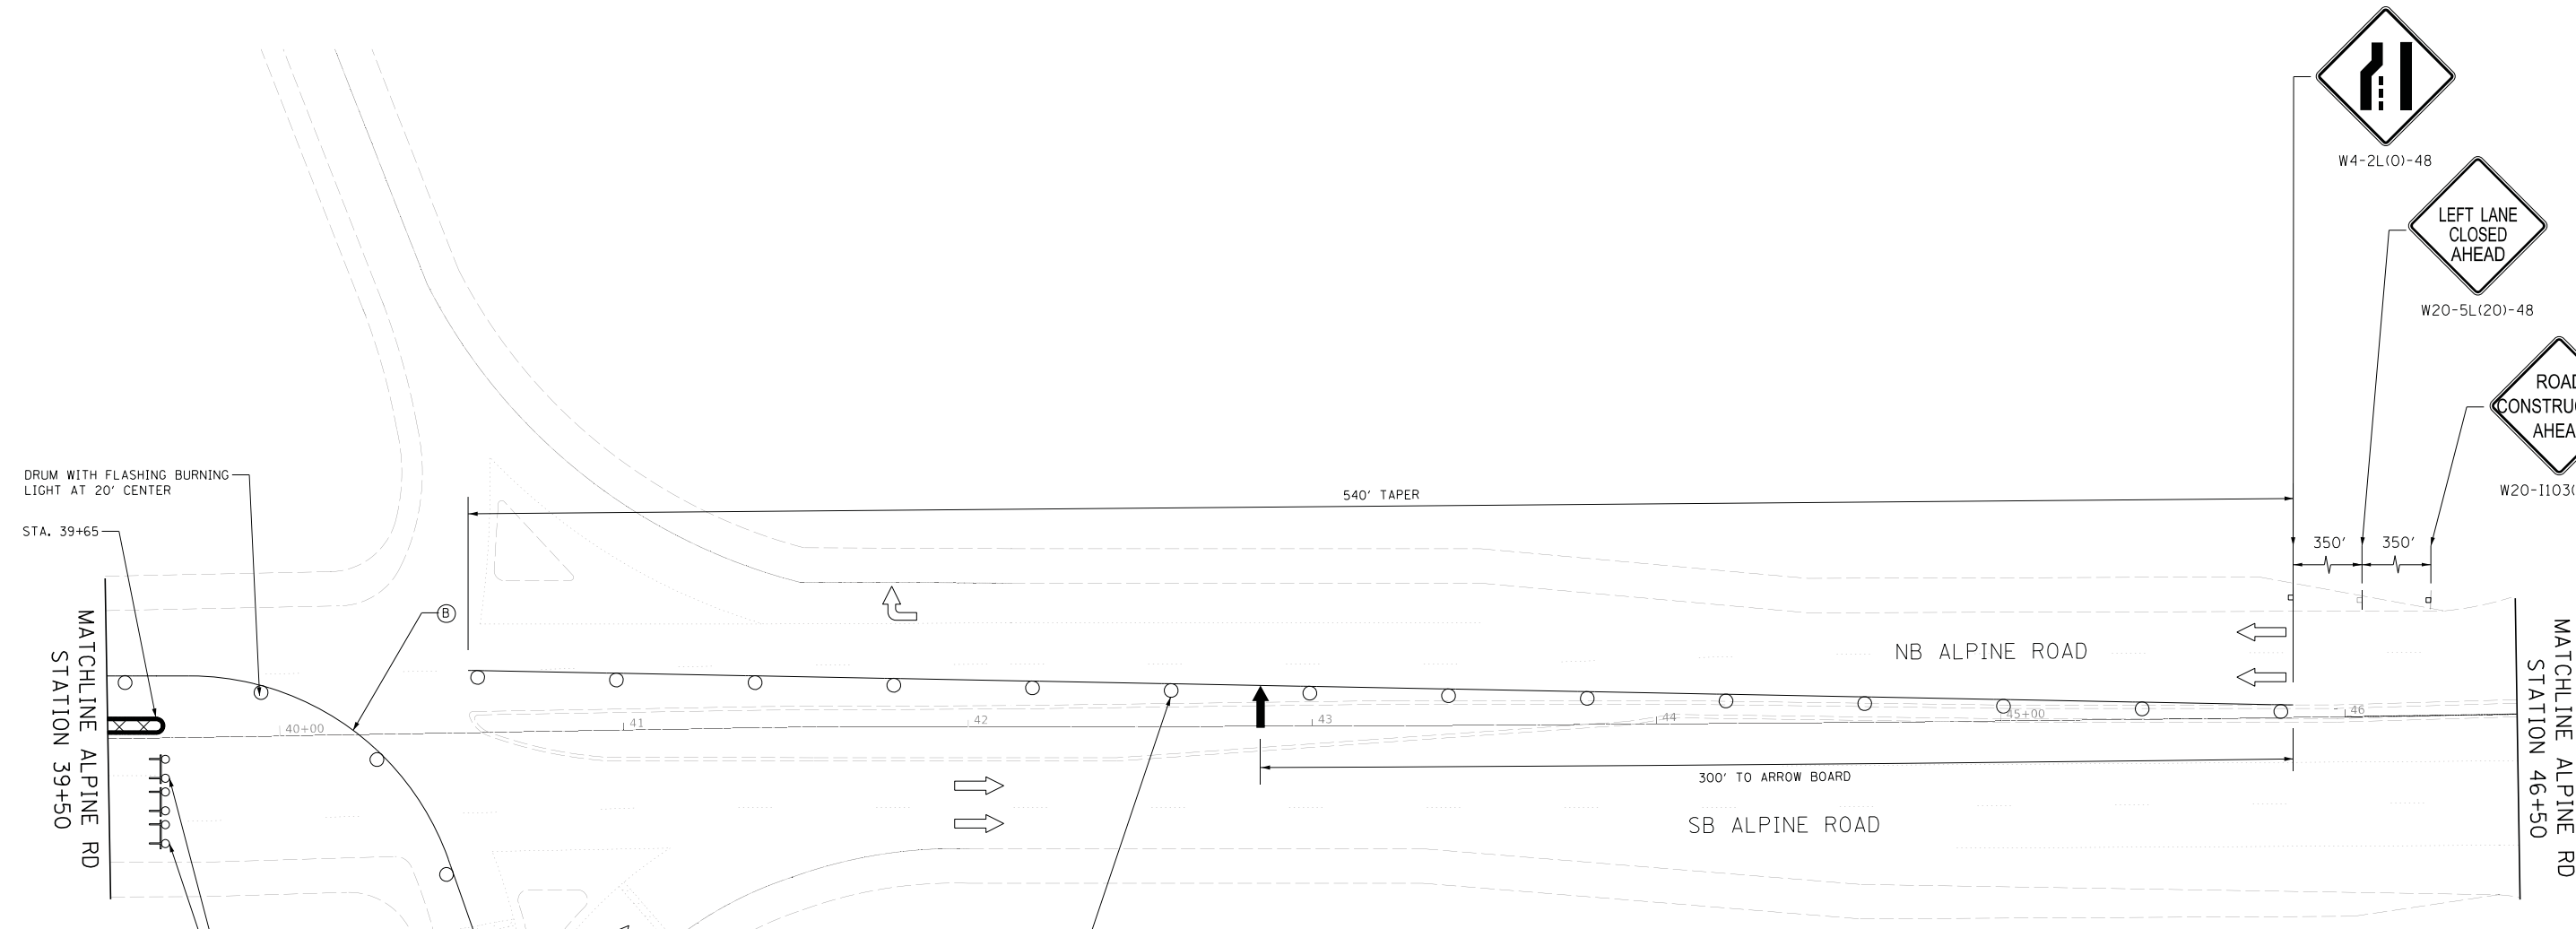 W4-2L(O)-48
LEFT LANE
CLOSED
AHEAD
W20-5L(20)-48
ROAD
AHEA
W20-I103(
DRUM WITH FLASHING BURNING
LIGHT AT 20' CENTER
STA. 39+65
540' TAPER
350'
350'
B
MATCHLINE ALPINE RD
STATION 39+50
NB ALPINE ROAD
MATCHLINE ALPINE RD
STATION 46+50
40+00
41
42
43
44
45+00
46
300' TO ARROW BOARD
SB ALPINE ROAD